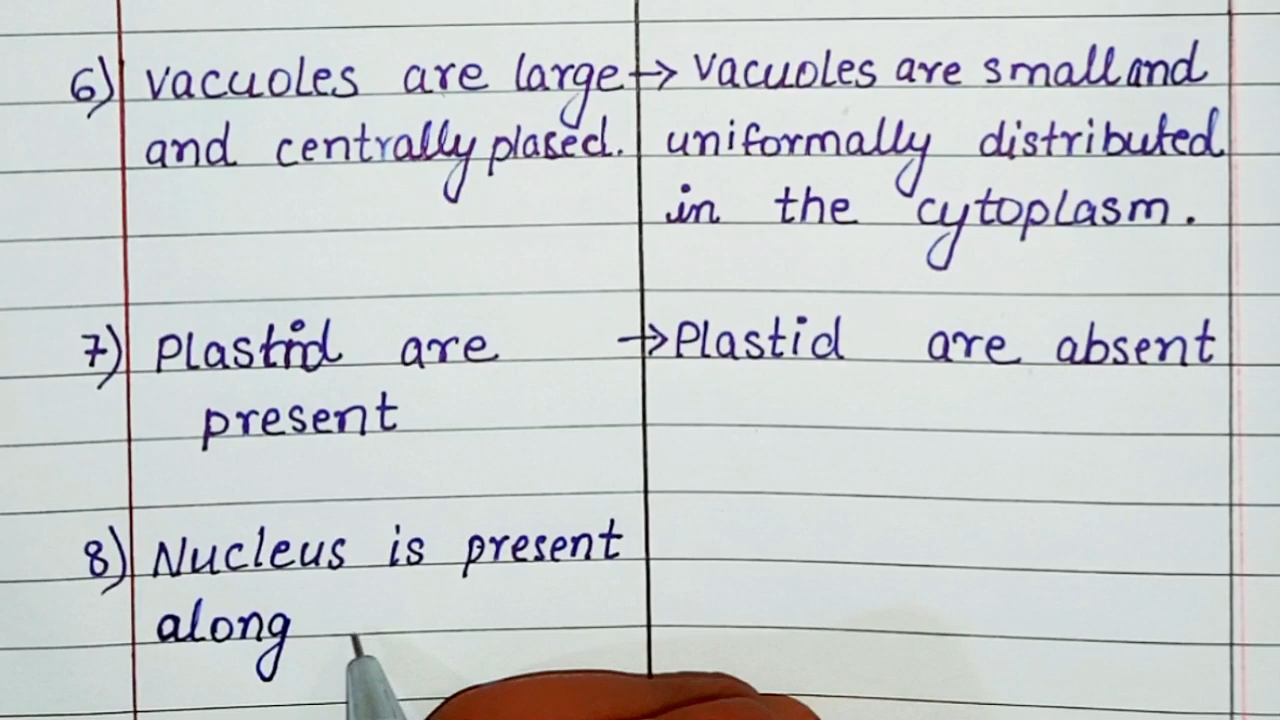 6) vacuoles are large
and centrally plased.
→ vacuoles are small and
uniformally distributed
in the cytoplasm.
7) Plastid are
present
→ Plastid are absent
8) Nucleus is present
along